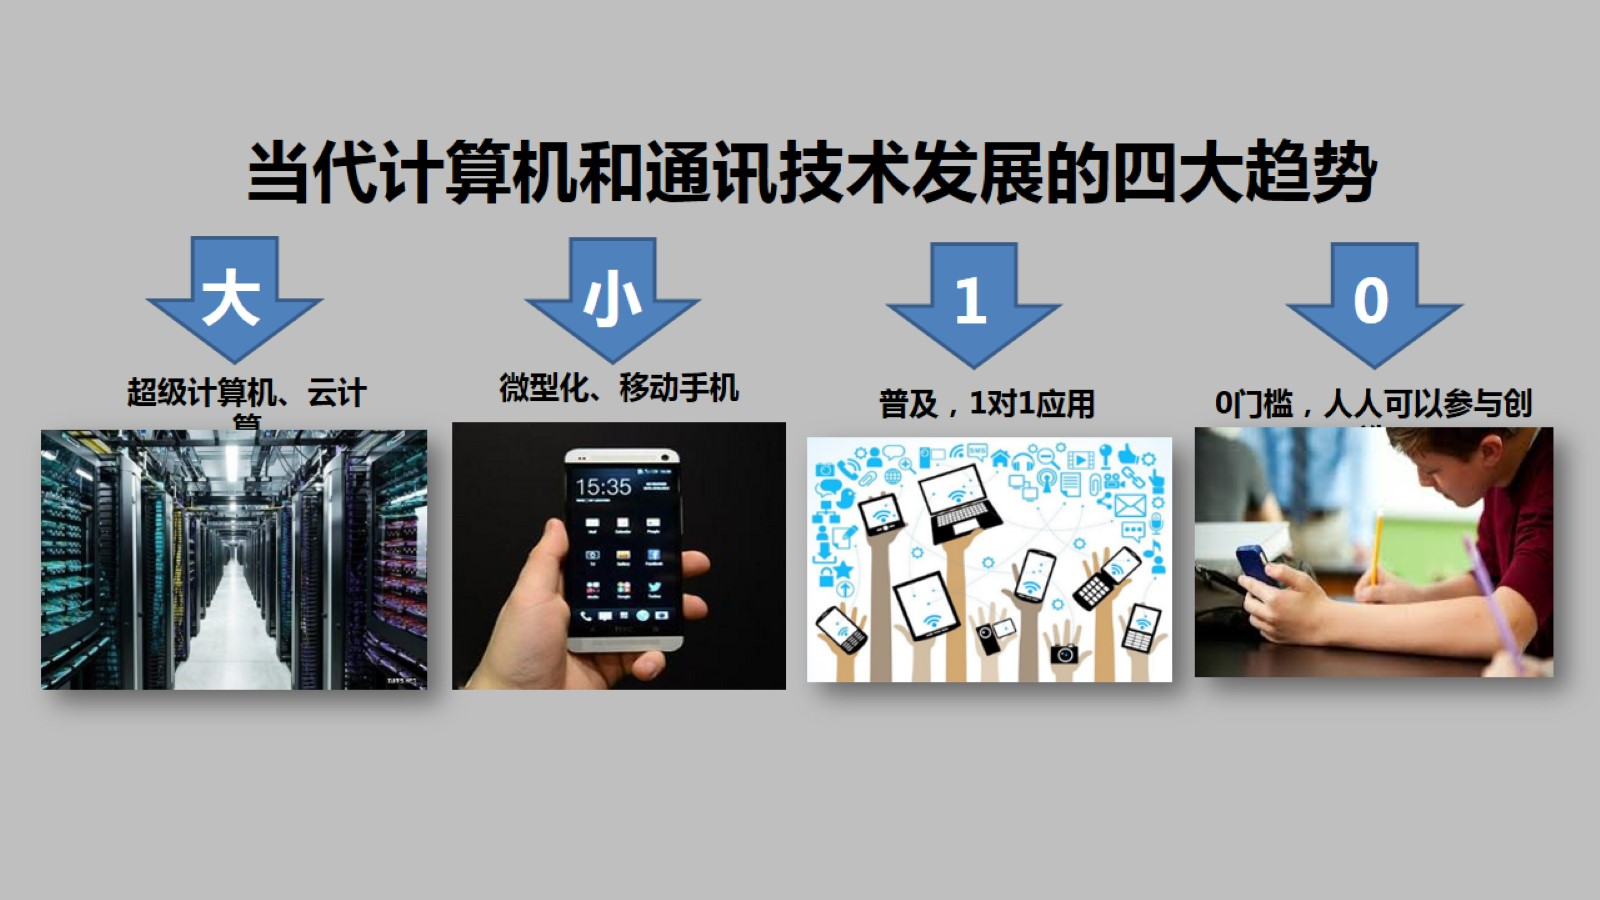 当代计算机和通讯技术发展的四大趋势
大
小
1
0
超级计算机、云计
算
微型化、移动手机
普及，1对1应用
0门槛，人人可以参与创
15:35
SMS